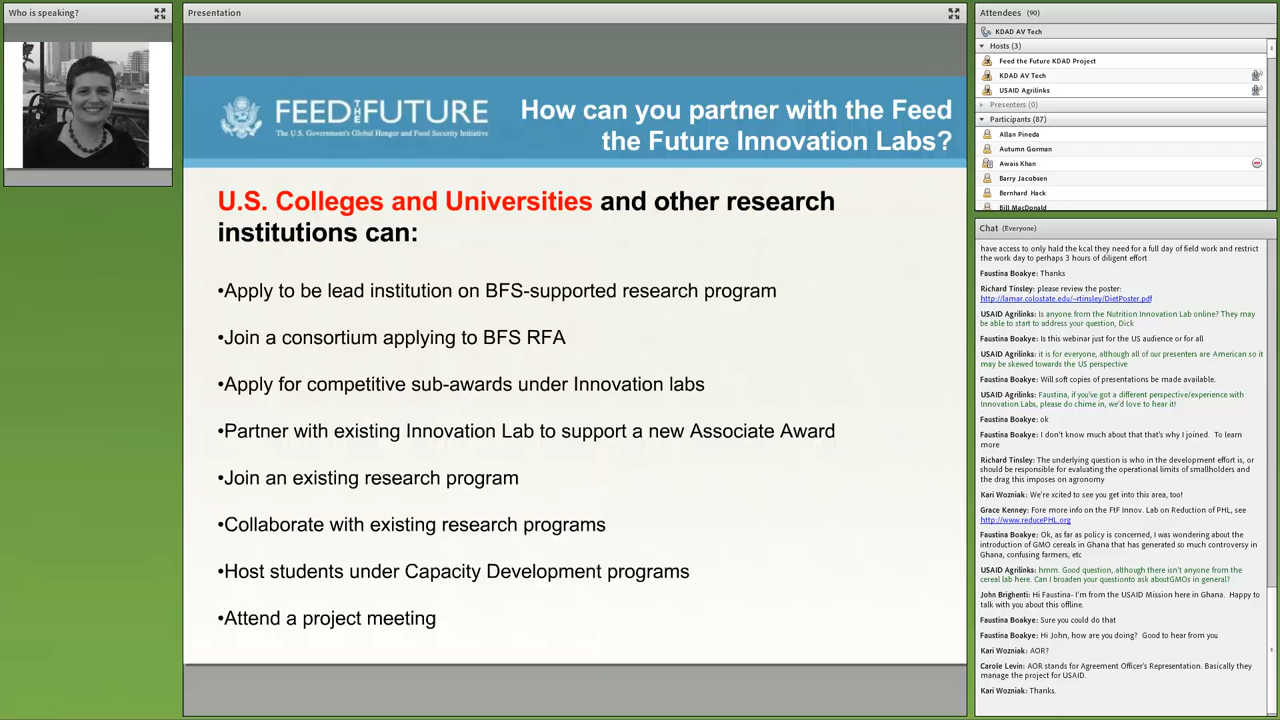 Who is speaking?
Presentation
FEED THE FUTURE
The U.S. Government's Global Hunger and Food Security Initiative
How can you partner with the Feed
the Future Innovation Labs?
U.S. Colleges and Universities and other research
institutions can:
•Apply to be lead institution on BFS-supported research program
•Join a consortium applying to BFS RFA
•Apply for competitive sub-awards under Innovation labs
•Partner with existing Innovation Lab to support a new Associate Award
•Join an existing research program
•Collaborate with existing research programs
•Host students under Capacity Development programs
•Attend a project meeting
Attendees (90)
KDAD AV Tech
Hosts (3)
Feed the Future KDAD Project
KDAD AV Tech
USAID Agrilinks
Presenters (0)
Participants (87)
Allan Pineda
Autumn Gorman
Awais Khan
Barry Jacobsen
Bernhard Hack
Bill MacDonald
Chat (Everyone)
have access to only hald the kcal they need for a full day of field work and restrict
the work day to perhaps 3 hours of diligent effort
Faustina Boakye: Thanks
Richard Tinsley: please review the poster:
http://lamar.colostate.edu/~rtinsley/DietPoster.pdf
USAID Agrilinks: Is anyone from the Nutrition Innovation Lab online? They may
be able to start to address your question, Dick
Faustina Boakye: Is this webinar just for the US audience or for all
USAID Agrilinks: it is for everyone, although all of our presenters are American so it
may be skewed towards the US perspective
Faustina Boakye: Will soft copies of presentations be made available.
USAID Agrilinks: Faustina, if you've got a different perspective/experience with
Innovation Labs, please do chime in, we'd love to hear it!
Faustina Boakye: ok
Faustina Boakye: I don't know much about that that's why I joined. To learn
more
Richard Tinsley: The underlying question is who in the development effort is, or
should be responsible for evaluating the operational limits of smallholders and
the drag this imposes on agronomy
Kari Wozniak: We're xcited to see you get into this area, too!
Grace Kenney: Fore more info on the FtF Innov. Lab on Reduction of PHL, see
http://www.reducePHL.org
Faustina Boakye: Ok, as far as policy is concerned, I was wondering about the
introduction of GMO cereals in Ghana that has generated so much controversy in
Ghana, confusing farmers, etc
USAID Agrilinks: hmm. Good question, although there isn't anyone from the
cereal lab here. Can I broaden your questionto ask aboutGMOs in general?
John Brighenti: Hi Faustina- I'm from the USAID Mission here in Ghana. Happy to
talk with you about this offline.
Faustina Boakye: Sure you could do that
Faustina Boakye: Hi John, how are you doing? Good to hear from you
Kari Wozniak: AOR?
Carole Levin: AOR stands for Agreement Officer's Representation. Basically they
manage the project for USAID.
Kari Wozniak: Thanks.